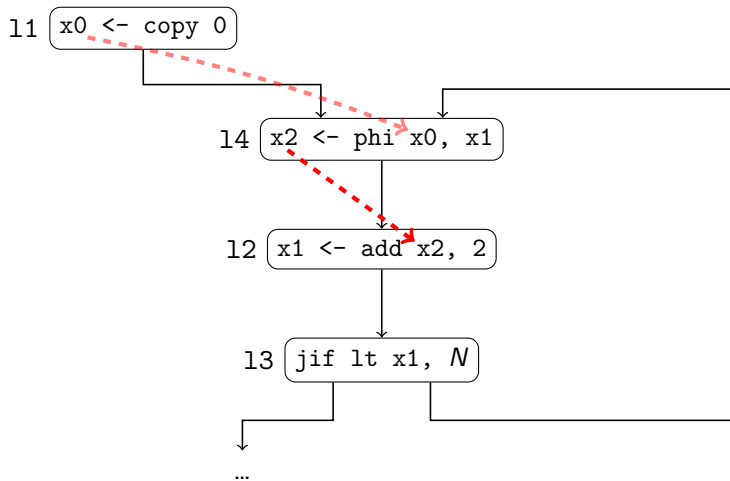 l1 x0 <- copy 0
l4 x2 <- phi x0, x1
l2 x1 <- add x2, 2
l3 jif lt x1, N
…